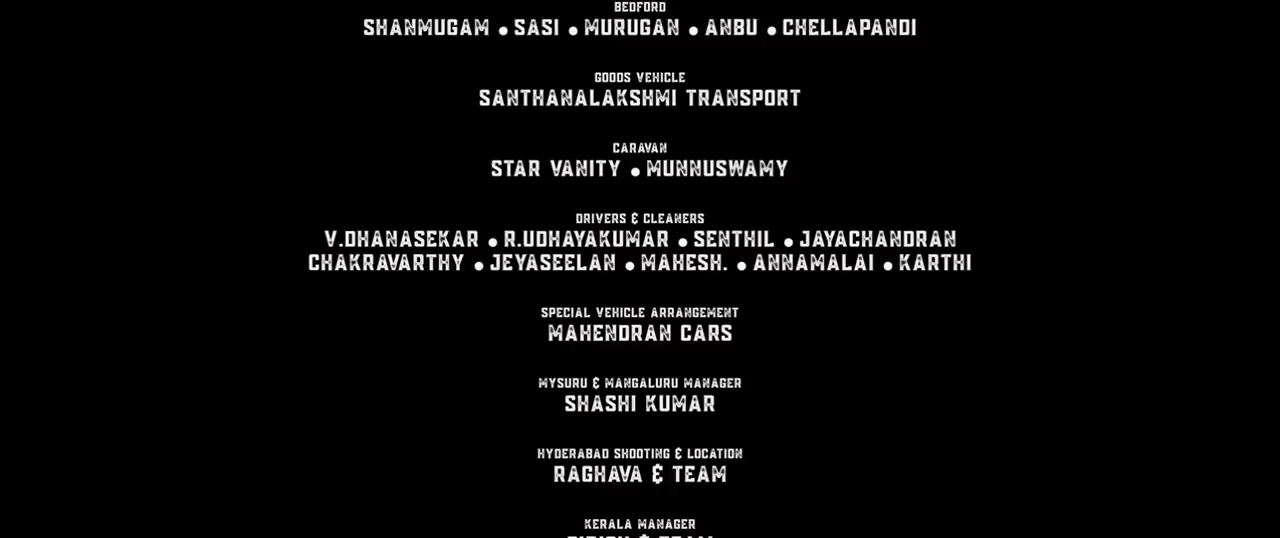 BEDFORD
SHANMUGAM ● SASI ● MURUGAN ● ANBU ● CHELLAPANDI
GOODS VEHICLE
SANTHANALAKSHMI TRANSPORT
CARAVAN
STAR VANITY ● MUNNUSWAMY
DRIVERS & CLEANERS
V.DHANASEKAR ● R.UDHAYAKUMAR ● SENTHIL ● JAYACHANDRAN
CHAKRAVARTHY ● JEYASEELAN ● MAHESH. ● ANNAMALAI ● KARTHI
SPECIAL VEHICLE ARRANGEMENT
MAHENDRAN CARS
MYSURU & MANGALURU MANAGER
SHASHI KUMAR
HYDERABAD SHOOTING & LOCATION
RAGHAVA & TEAM
KERALA MANAGER